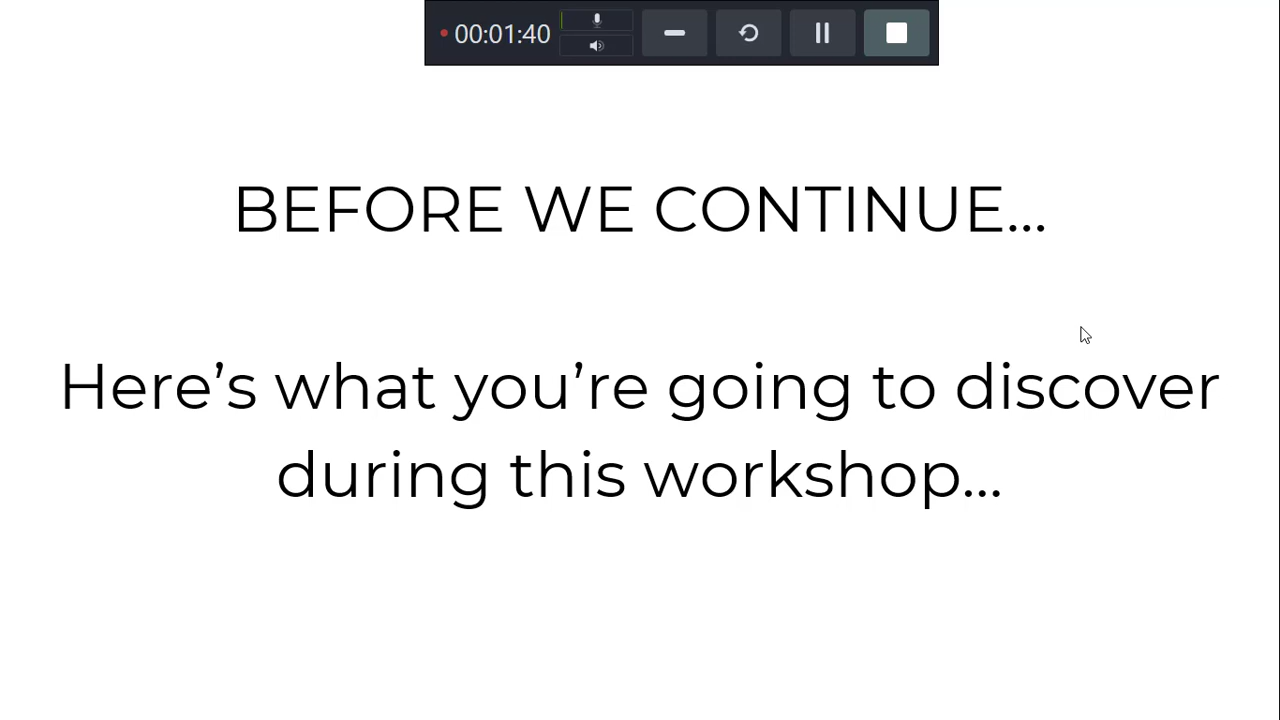 00:01:40
BEFORE WE CONTINUE...
Here’s what you’re going to discover
during this workshop...